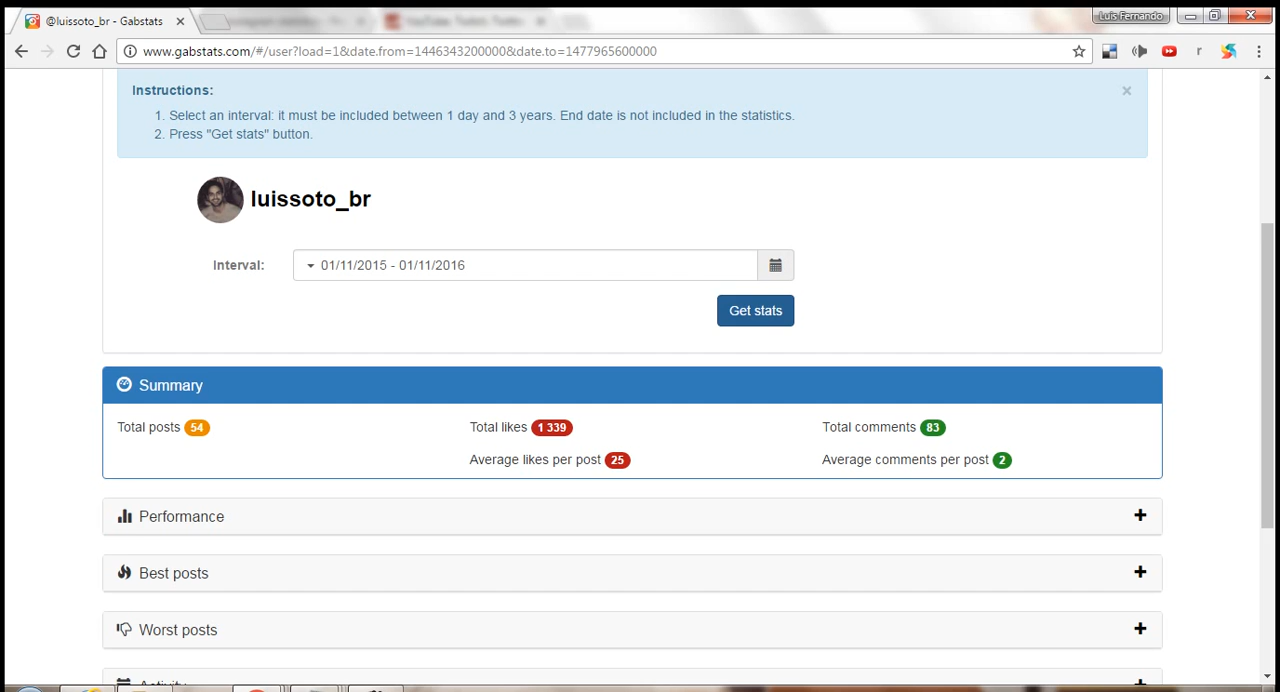 @luissoto_br - Gabstats
Luis Fernando
www.gabstats.com/#/user?load=1&date.from=1446343200000&date.to=1477965600000
Instructions:
1. Select an interval: it must be included between 1 day and 3 years. End date is not included in the statistics.
2. Press "Get stats" button.
luissoto_br
Interval:
01/11/2015 - 01/11/2016
Get stats
Summary
Total posts 54
Total likes 1 339
Total comments 83
Average likes per post 25
Average comments per post 2
Performance
Best posts
Worst posts
Activity